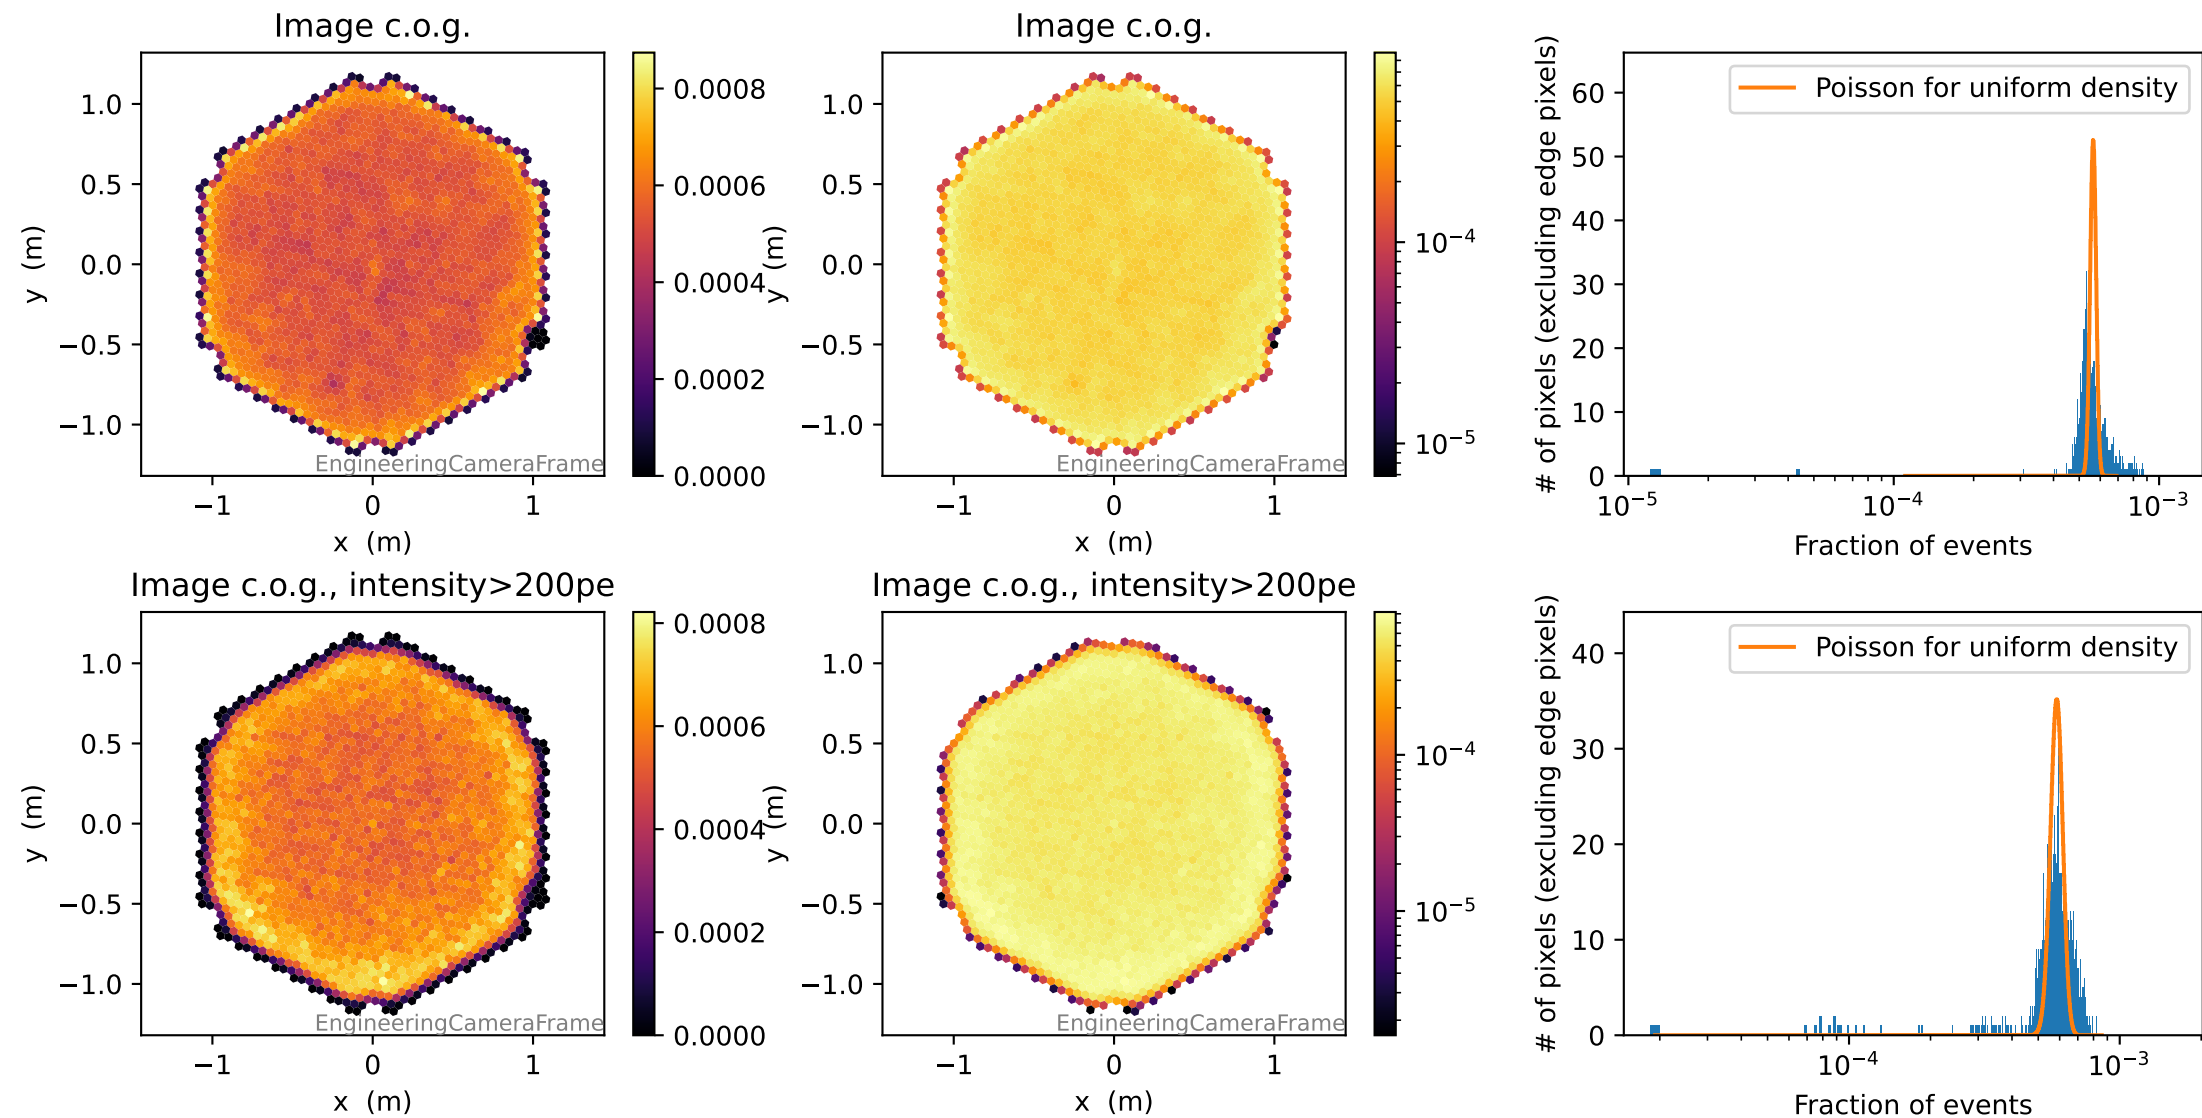 Image c.o.g.
1.0
0.5
0.0
−0.5
−1.0
y (m)
−1
0
1
x (m)
EngineeringCameraFrame
0.0008
0.0006
0.0004
0.0002
0.0000
Image c.o.g.
1.0
0.5
0.0
−0.5
−1.0
y (m)
−1
0
1
x (m)
EngineeringCameraFrame
10⁻⁴
10⁻⁵
Poisson for uniform density
# of pixels (excluding edge pixels)
60
50
40
30
20
10
0
10⁻⁵
10⁻⁴
10⁻³
Fraction of events
Image c.o.g., intensity>200pe
1.0
0.5
0.0
−0.5
−1.0
y (m)
−1
0
1
x (m)
EngineeringCameraFrame
0.0008
0.0006
0.0004
0.0002
0.0000
Image c.o.g., intensity>200pe
1.0
0.5
0.0
−0.5
−1.0
y (m)
−1
0
1
x (m)
EngineeringCameraFrame
10⁻⁴
10⁻⁵
Poisson for uniform density
# of pixels (excluding edge pixels)
40
30
20
10
0
10⁻⁴
10⁻³
Fraction of events